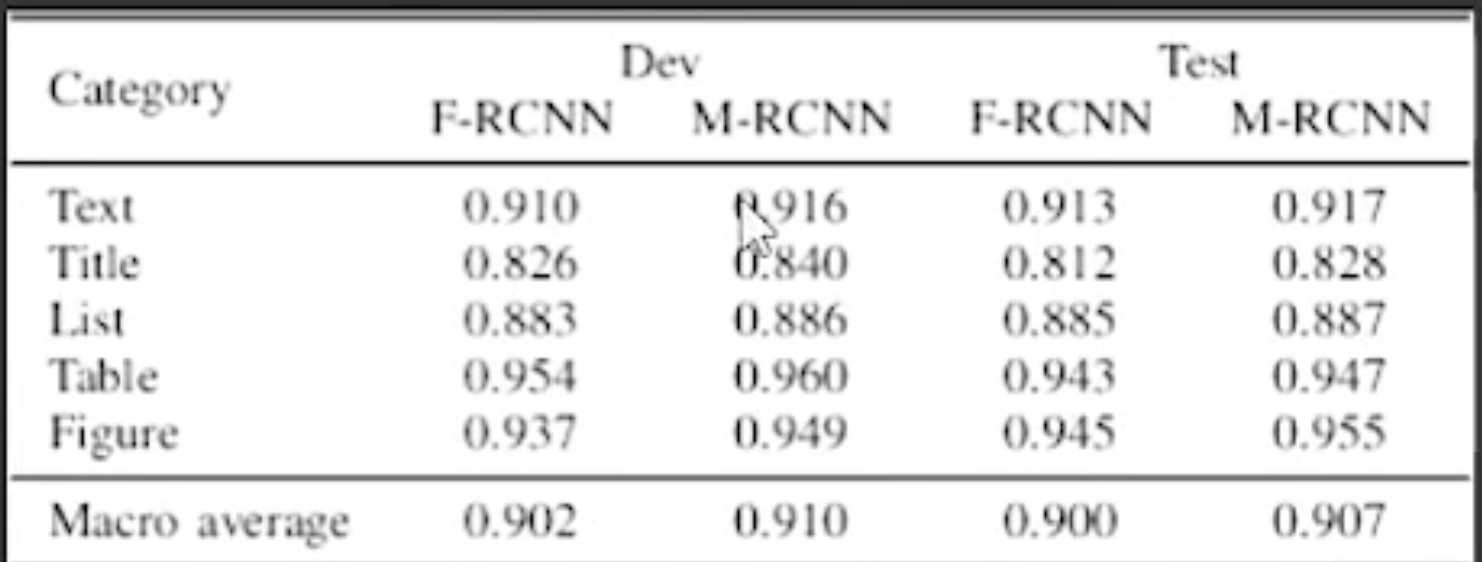 Category Dev Test
F-RCNN M-RCNN F-RCNN M-RCNN
Text 0.910 0.916 0.913 0.917
Title 0.826 0.840 0.812 0.828
List 0.883 0.886 0.885 0.887
Table 0.954 0.960 0.943 0.947
Figure 0.937 0.949 0.945 0.955
Macro average 0.902 0.910 0.900 0.907